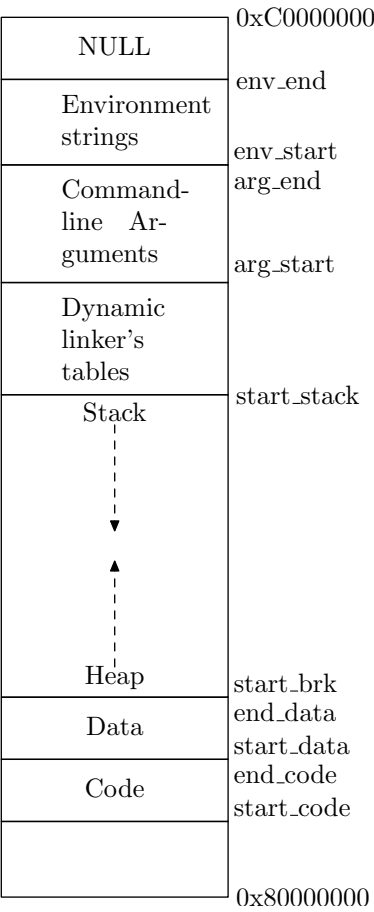 0xC0000000
NULL
env_end
Environment
strings
env_start
arg_end
Command-
line Ar-
guments
arg_start
Dynamic
linker's
tables
start_stack
Stack
Heap
start_brk
end_data
Data
start_data
end_code
Code
start_code
0x80000000